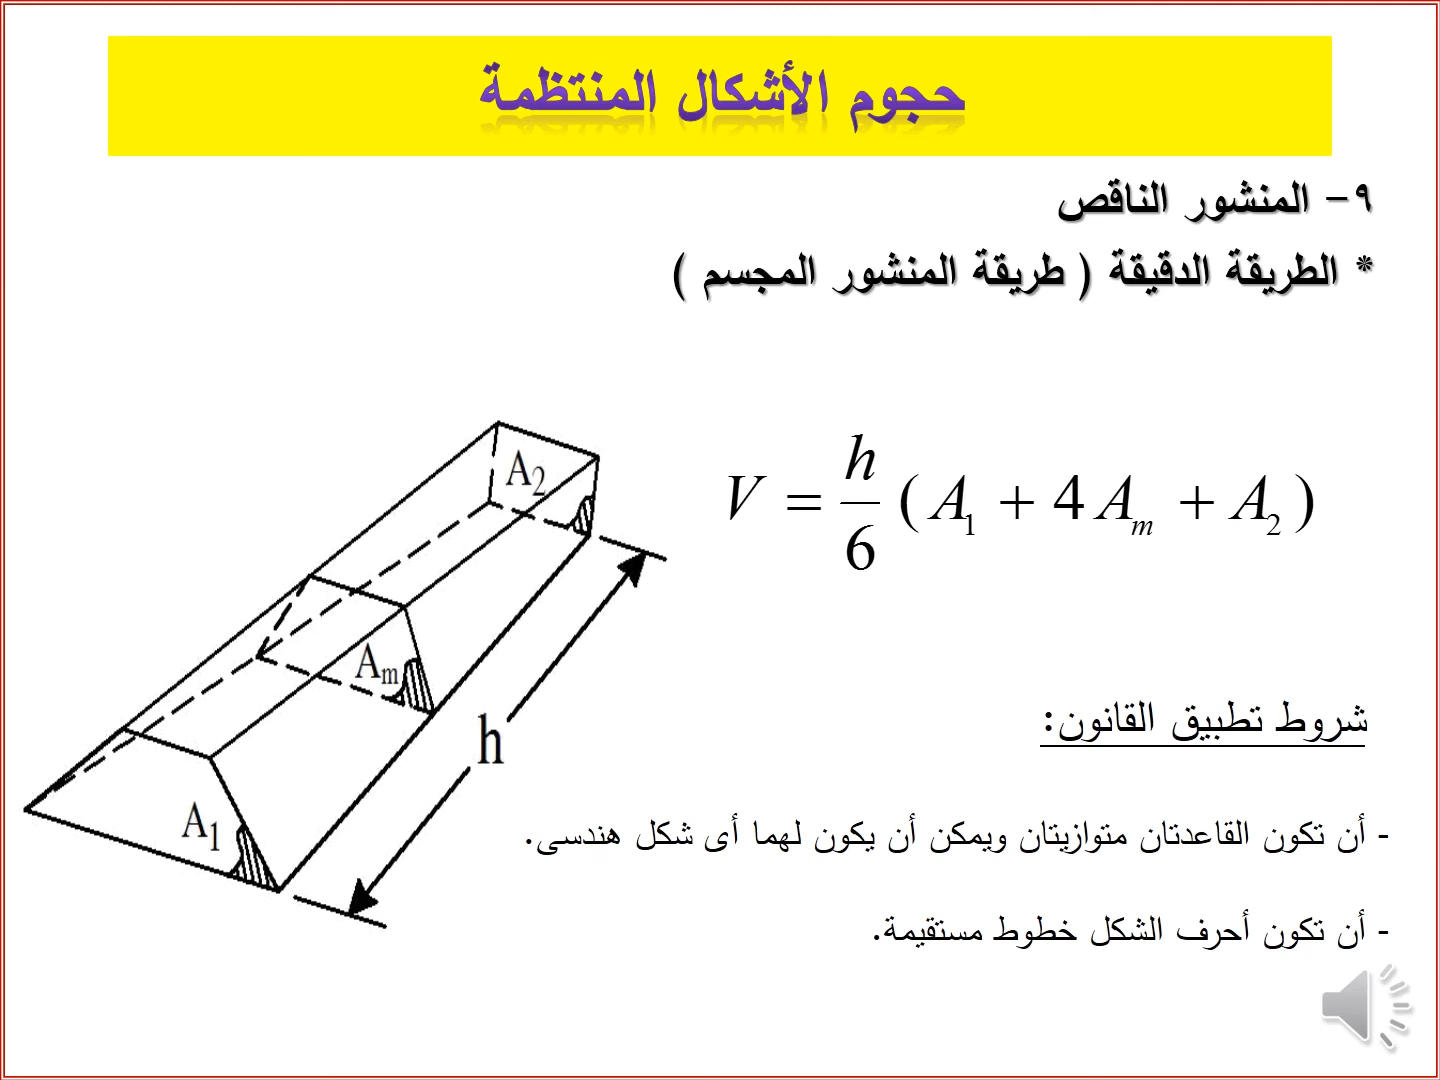 حجوم الأشكال المنتظمة
٩- المنشور الناقص
* الطريقة الدقيقة ( طريقة المنشور المجسم )
V = h/6 ( A1 + 4 Am + A2 )
A2
Am
h
A1
شروط تطبيق القانون:
- أن تكون القاعدتان متوازيتان ويمكن أن يكون لهما أى شكل هندسى.
- أن تكون أحرف الشكل خطوط مستقيمة.